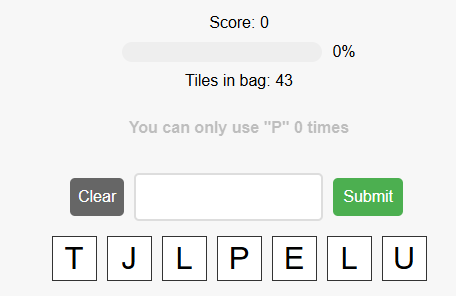 Score: 0
0%
Tiles in bag: 43
You can only use "P" 0 times
Clear Submit
T J L P E L U